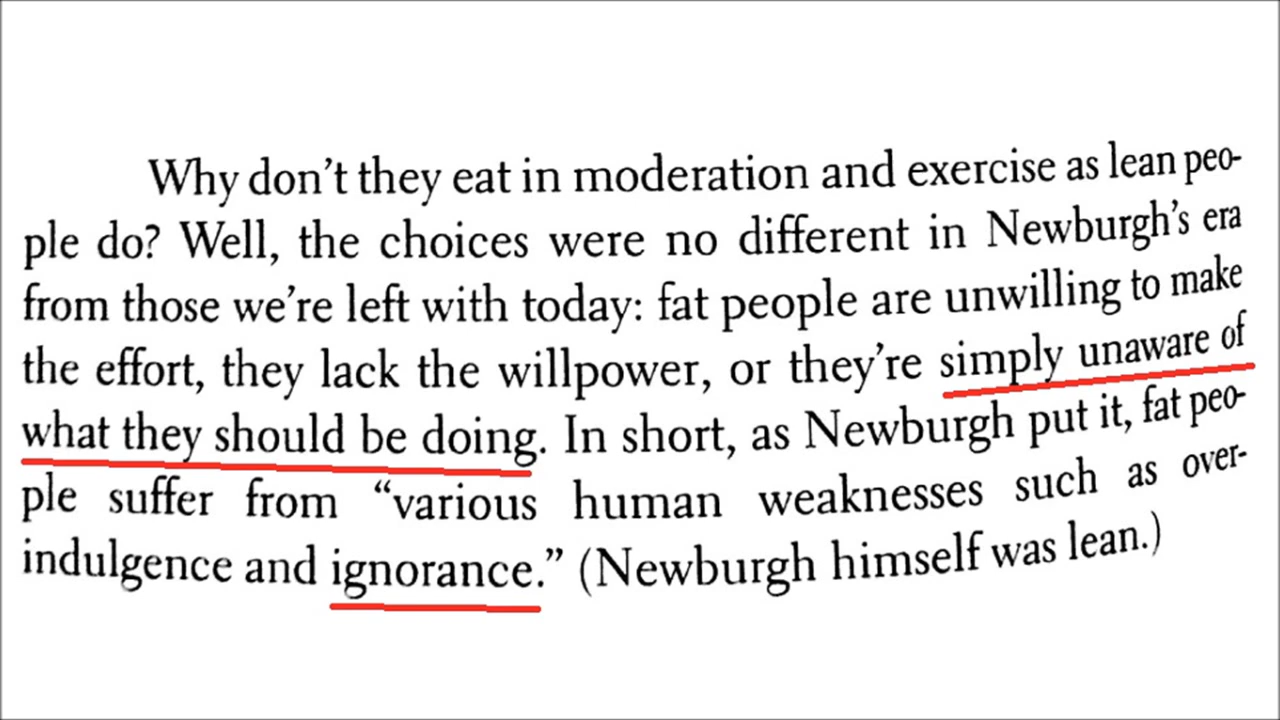 Why don't they eat in moderation and exercise as lean peo-
ple do? Well, the choices were no different in Newburgh's era
from those we're left with today: fat people are unwilling to make
the effort, they lack the willpower, or they're simply unaware of
what they should be doing. In short, as Newburgh put it, fat peo-
ple suffer from “various human weaknesses such as over-
indulgence and ignorance.” (Newburgh himself was lean.)